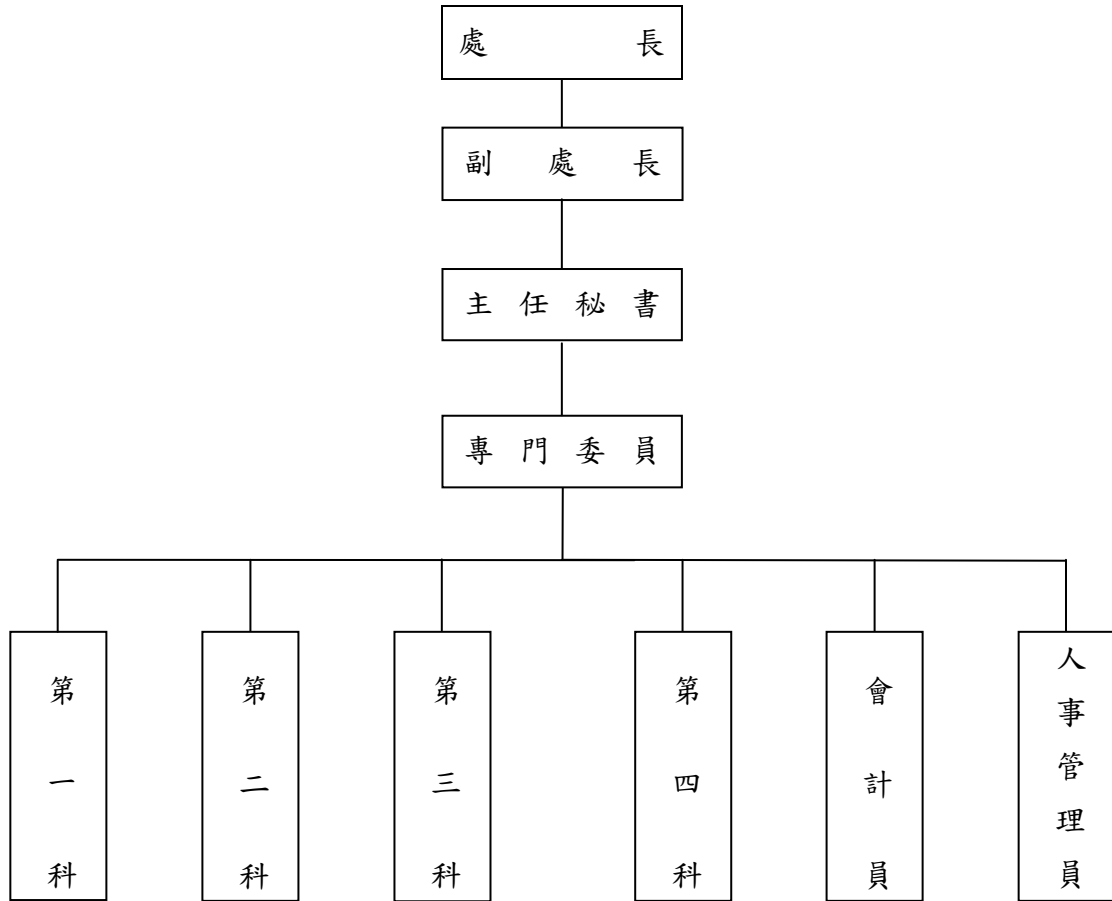 處長
副處長
主任秘書
專門委員
第一科
第二科
第三科
第四科
會計員
人事管理員